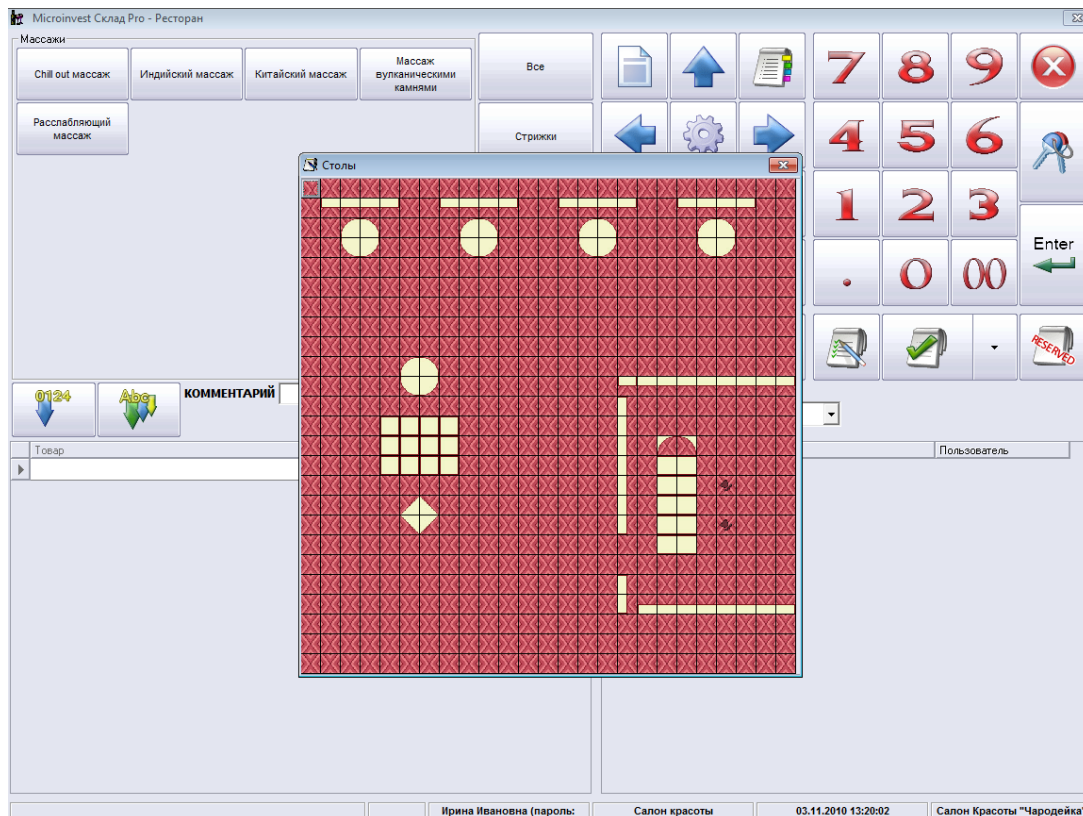 Microinvest Склад Pro - Ресторан
Массажи
Chill out массаж
Индийский массаж
Китайский массаж
Массаж
вулканическими
камнями
Все
7
8
9
Расслабляющий
массаж
Стрижки
4
5
6
Столы
1
2
3
Enter
.
0
00
RESERVED
0124
Abc
КОММЕНТАРИЙ
Товар
Пользователь
Ирина Ивановна (пароль:
Салон красоты
03.11.2010 13:20:02
Салон Красоты "Чародейка"